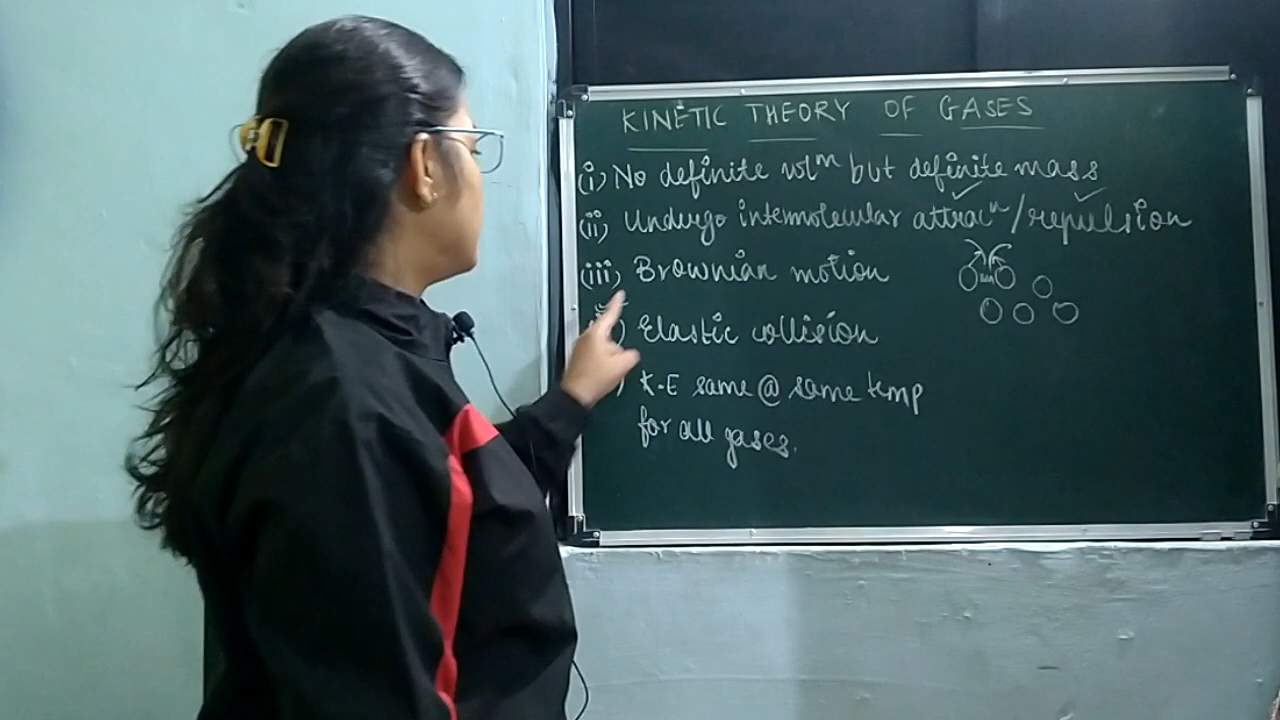 KINETIC THEORY OF GASES
(i) No definite volᵐ but definite mass
(ii) Undergo intermolecular attracⁿ/repulsion
(iii) Brownian motion
Elastic collision
K.E same @ same temp
for all gases.